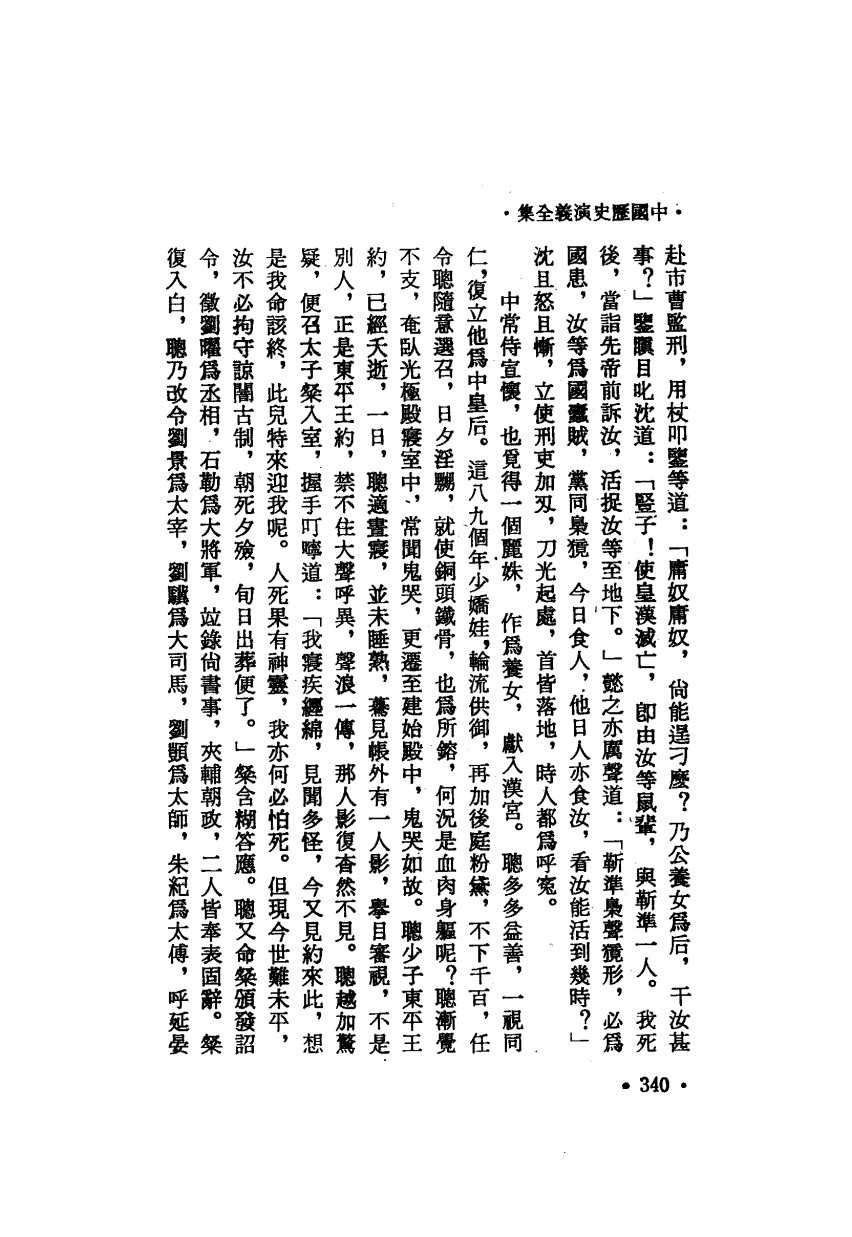 •中國歷史演義全集•
赴市曹監刑，用杖叩鑒等道：「庸奴庸奴，尙能逞刁麼？乃公養女爲后，干汝甚
事？」鑒瞋目叱沈道：「豎子！使皇漢滅亡，卽由汝等鼠輩，與靳準一人。我死
後，當詣先帝前訴汝，活捉汝等至地下。」懿之亦厲聲道：「靳準梟聲獍形，必爲
國患，汝等爲國蠹賊，黨同梟獍，今日食人，他日人亦食汝，看汝能活到幾時？」
沈且怒且慚，立使刑吏加刄，刀光起處，首皆落地，時人都爲呼寃。
中常侍宣懷，也覓得一個麗姝，作爲養女，獻入漢宮。聰多多益善，一視同
仁，復立他爲中皇后。這八九個年少嬌娃，輪流供御，再加後庭粉黛，不下千百，任
令聰隨意選召，日夕淫嬲，就使銅頭鐵骨，也爲所鎔，何況是血肉身軀呢？聰漸覺
不支，奄臥光極殿寢室中，常聞鬼哭，更遷至建始殿中，鬼哭如故。聰少子東平王
約，已經夭逝，一日，聰適晝寢，並未睡熟，驀見帳外有一人影，舉目審視，不是
別人，正是東平王約，禁不住大聲呼異，聲浪一傳，那人影復杳然不見。聰越加驚
疑，便召太子粲入室，握手叮嚀道：「我寢疾纏綿，見聞多怪，今又見約來此，想
是我命該終，此兒特來迎我呢。人死果有神靈，我亦何必怕死。但現今世難未平，
汝不必拘守諒闇古制，朝死夕殮，旬日出葬便了。」粲含糊答應。聰又命粲頒發詔
令，徵劉曜爲丞相，石勒爲大將軍，竝錄尙書事，夾輔朝政，二人皆奉表固辭。粲
復入白，聰乃改令劉景爲太宰，劉驥爲大司馬，劉顗爲太師，朱紀爲太傅，呼延晏
•340•